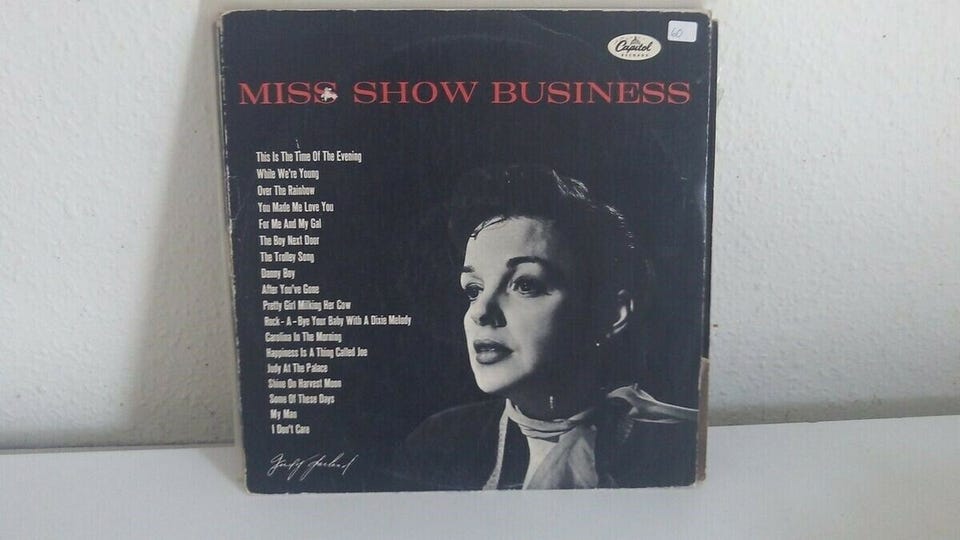 60
Capitol
RECORDS
MISS SHOW BUSINESS
This Is The Time Of The Evening
While We're Young
Over The Rainbow
You Made Me Love You
For Me And My Gal
The Boy Next Door
The Trolley Song
Danny Boy
After You've Gone
Pretty Girl Milking Her Cow
Rock-A-Bye Your Baby With A Dixie Melody
Carolina In The Morning
Happiness Is A Thing Called Joe
Judy At The Palace
Shine On Harvest Moon
Some Of These Days
My Man
I Don't Care
Judy Garland